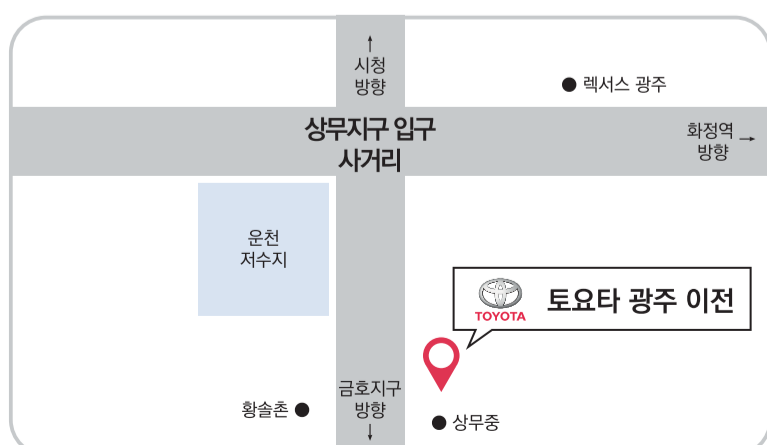 ↑
시청
방향
● 렉서스 광주
상무지구 입구
사거리
화정역
방향 →
운천
저수지
TOYOTA
토요타 광주 이전
황솔촌 ●
금호지구
방향
↓
● 상무중